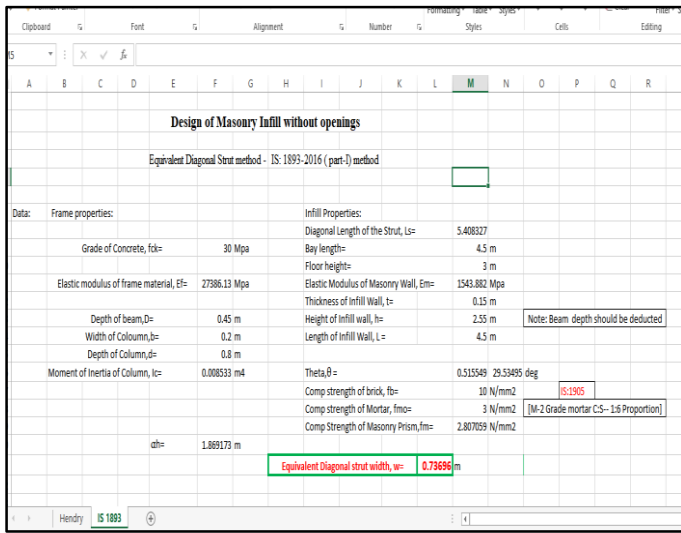 Formatting Table Styles
Clipboard Font Alignment Number Styles Cells Editing
fx
A B C D E F G H I J K L M N O P Q R
Design of Masonry Infill without openings
Equivalent Diagonal Strut method - IS: 1893-2016 ( part-I) method
Data: Frame properties: Infill Properties:
Diagonal Length of the Strut, Ls= 5.408327
Grade of Concrete, fck= 30 Mpa Bay length= 4.5 m
Floor height= 3 m
Elastic modulus of frame material, Ef= 27386.13 Mpa Elastic Modulus of Masonry Wall, Em= 1543.882 Mpa
Thickness of Infill Wall, t= 0.15 m
Depth of beam,D= 0.45 m Height of Infill wall, h= 2.55 m Note: Beam depth should be deducted
Width of Coloumn,b= 0.2 m Length of Infill Wall, L = 4.5 m
Depth of Column,d= 0.8 m
Moment of Inertia of Column, Ic= 0.008533 m4 Theta,θ = 0.515549 29.53495 deg
Comp strength of brick, fb= 10 N/mm2 IS:1905
Comp strength of Mortar, fmo= 3 N/mm2 [M-2 Grade mortar C:S-- 1:6 Proportion]
Comp Strength of Masonry Prism,fm= 2.807059 N/mm2
αh= 1.869173 m
Equivalent Diagonal strut width, w= 0.73696 m
Hendry IS 1893